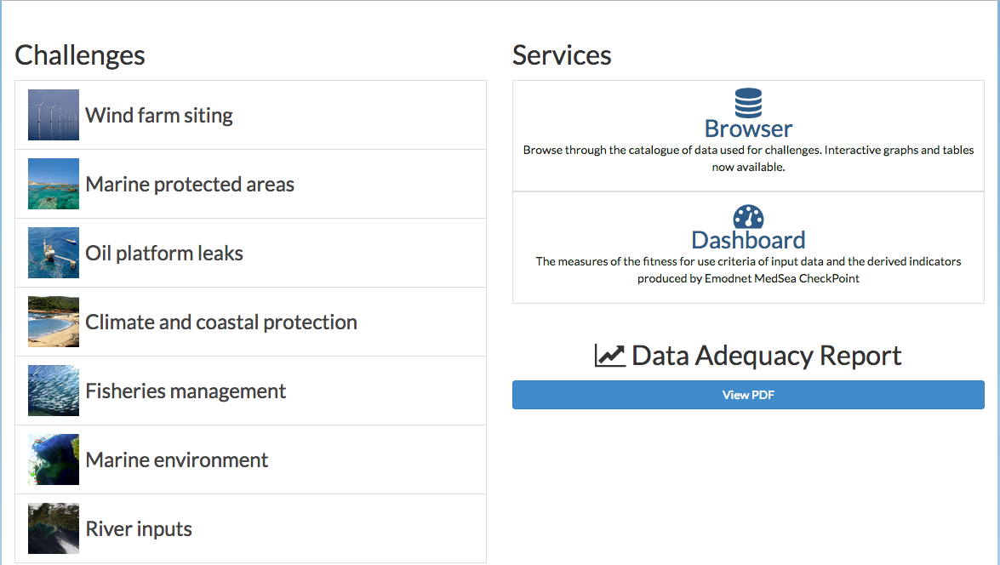 Challenges
Wind farm siting
Marine protected areas
Oil platform leaks
Climate and coastal protection
Fisheries management
Marine environment
River inputs
Services
Browser
Browse through the catalogue of data used for challenges. Interactive graphs and tables
now available.
Dashboard
The measures of the fitness for use criteria of input data and the derived indicators
produced by Emodnet MedSea CheckPoint
Data Adequacy Report
View PDF